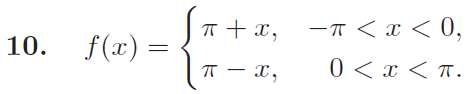 10. f(x) = { π + x, −π < x < 0,
π − x, 0 < x < π.